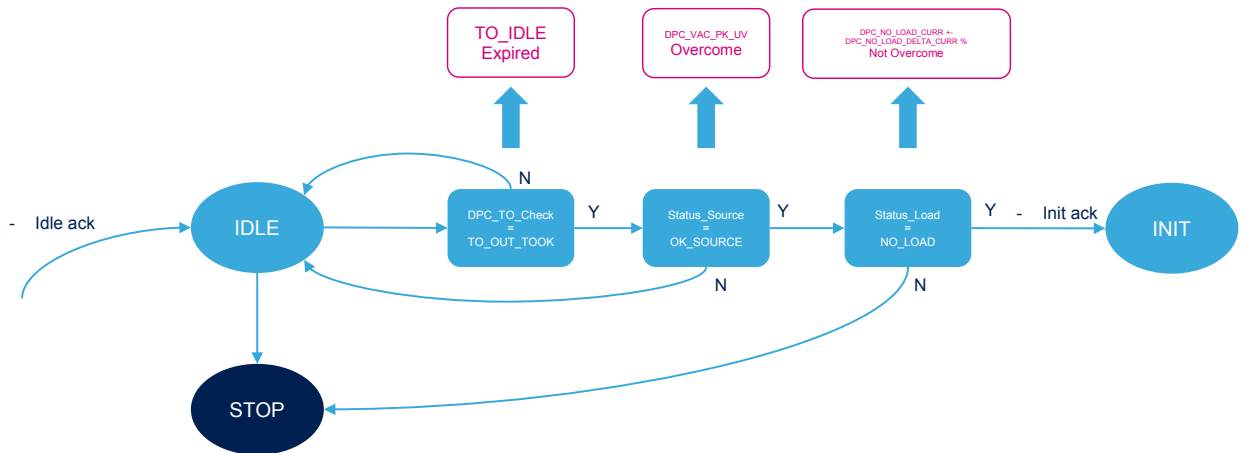 TO_IDLE
Expired
DPC_VAC_PK_UV
Overcome
DPC_NO_LOAD_CURR +-
DPC_NO_LOAD_DELTA_CURR %
Not Overcome
N
- Idle ack
IDLE
DPC_TO_Check
=
TO_OUT_TOOK
Y
Status_Source
=
OK_SOURCE
Y
Status_Load
=
NO_LOAD
Y
- Init ack
INIT
N
N
STOP